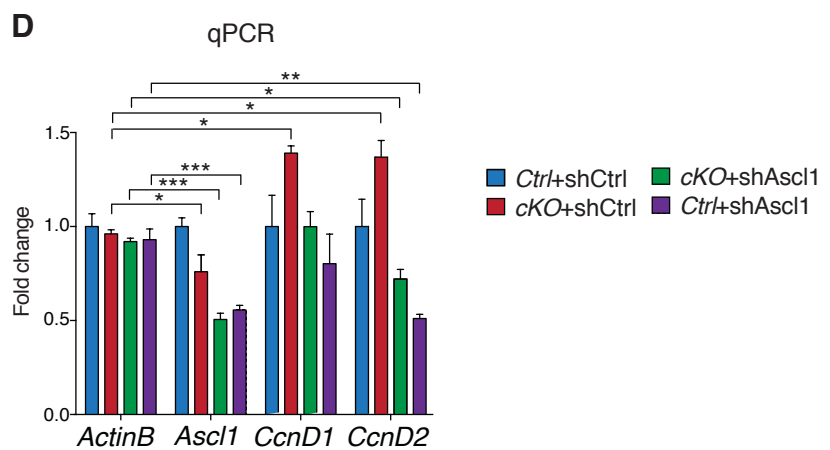 D
qPCR
**
*
*
*
***
***
*
Fold change
1.5
1.0
0.5
0.0
ActinB Ascl1 CcnD1 CcnD2
Ctrl+shCtrl cKO+shAscl1
cKO+shCtrl Ctrl+shAscl1